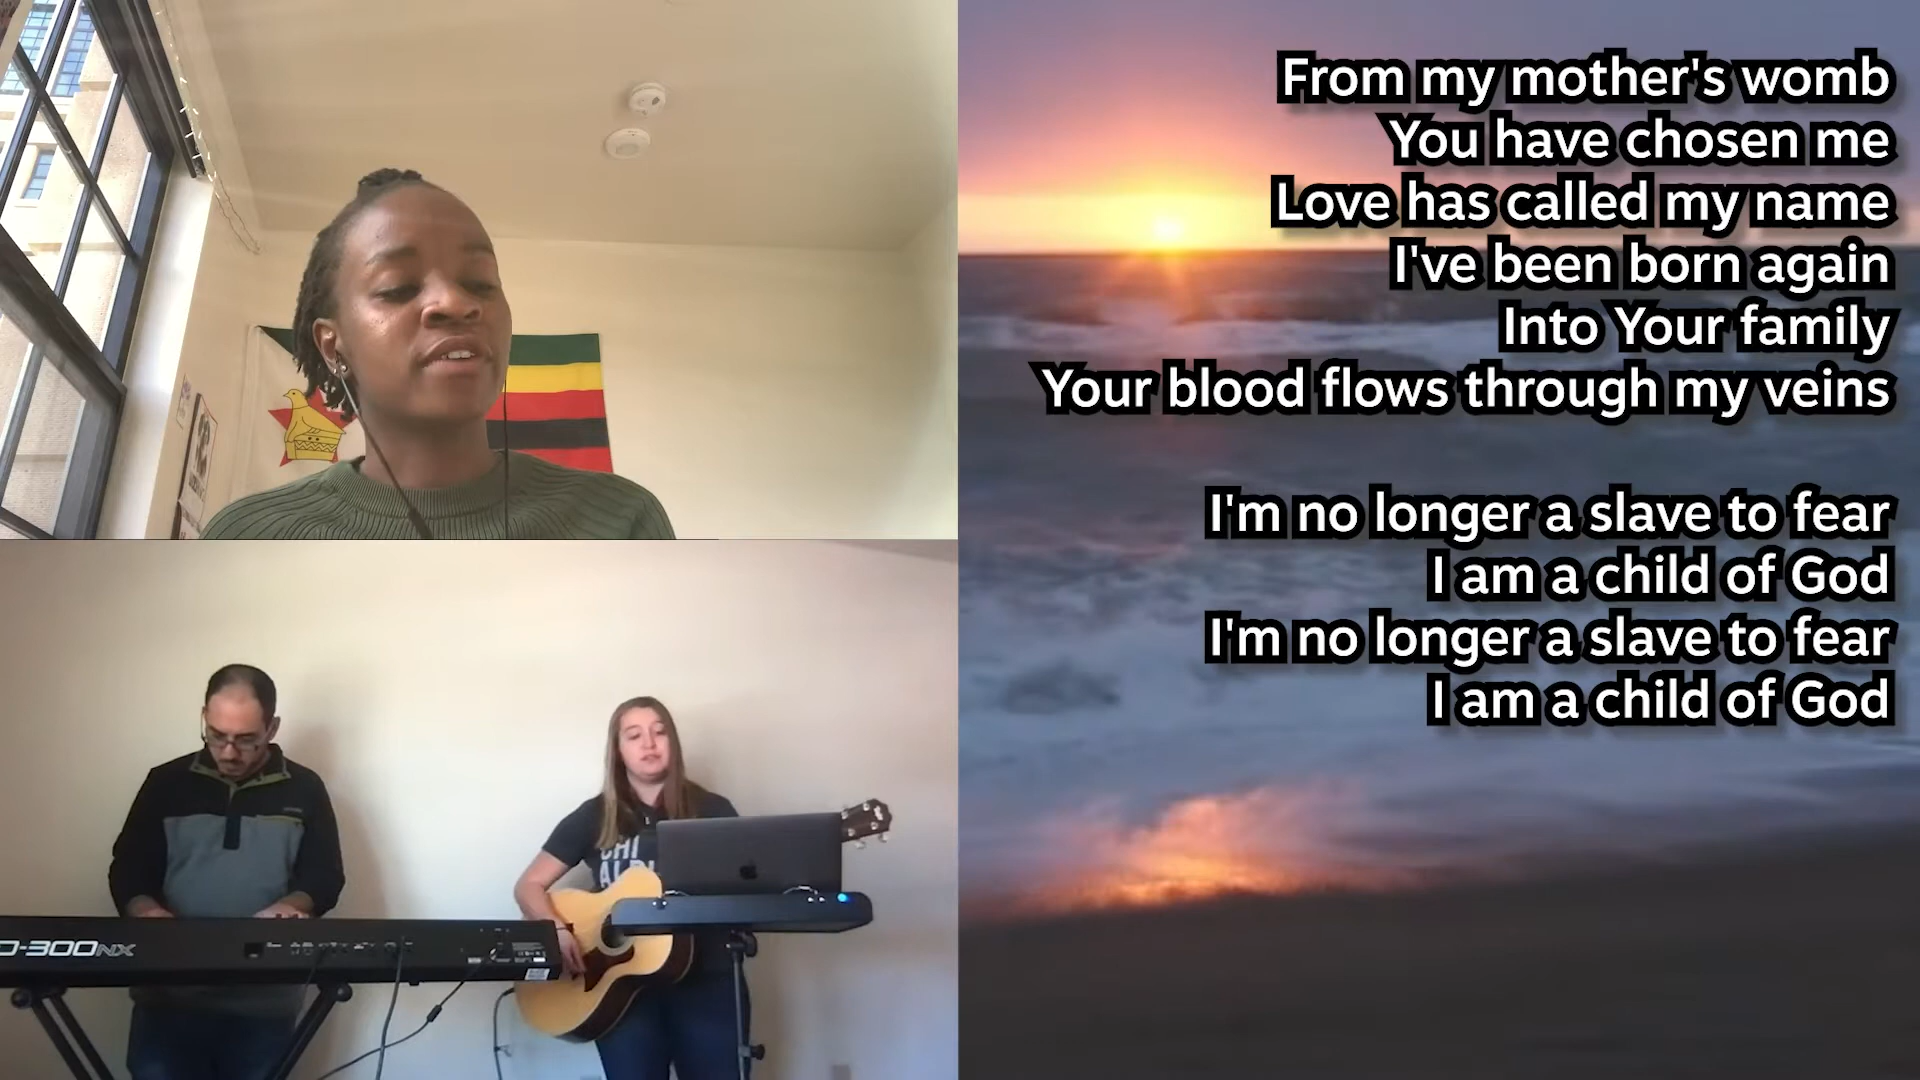 From my mother's womb
You have chosen me
Love has called my name
I've been born again
Into Your family
Your blood flows through my veins
I'm no longer a slave to fear
I am a child of God
I'm no longer a slave to fear
I am a child of God
CHI
-300NX